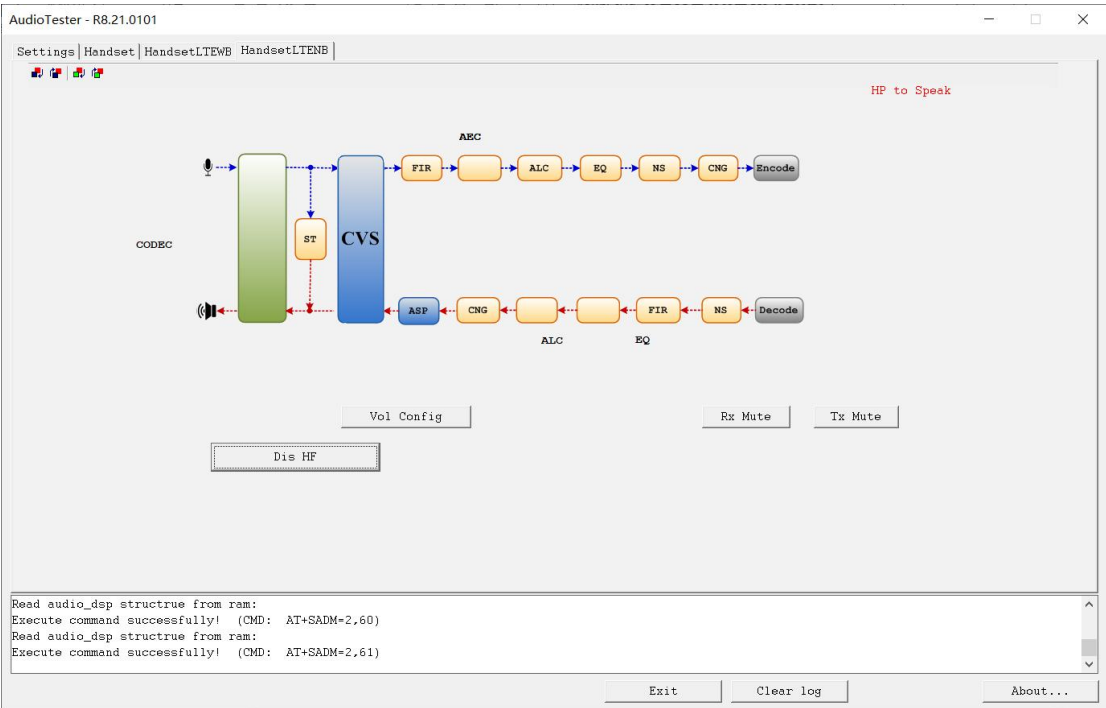 AudioTester - R8.21.0101
Settings Handset HandsetLTEWB HandsetLTENB
HP to Speak
AEC
FIR ALC EQ NS CNG Encode
ST CVS
CODEC
ASP CNG FIR NS Decode
ALC EQ
Vol Config Rx Mute Tx Mute
Dis HF
Read audio_dsp structrue from ram:
Execute command successfully! (CMD: AT+SADM=2,60)
Read audio_dsp structrue from ram:
Execute command successfully! (CMD: AT+SADM=2,61)
Exit Clear log About...